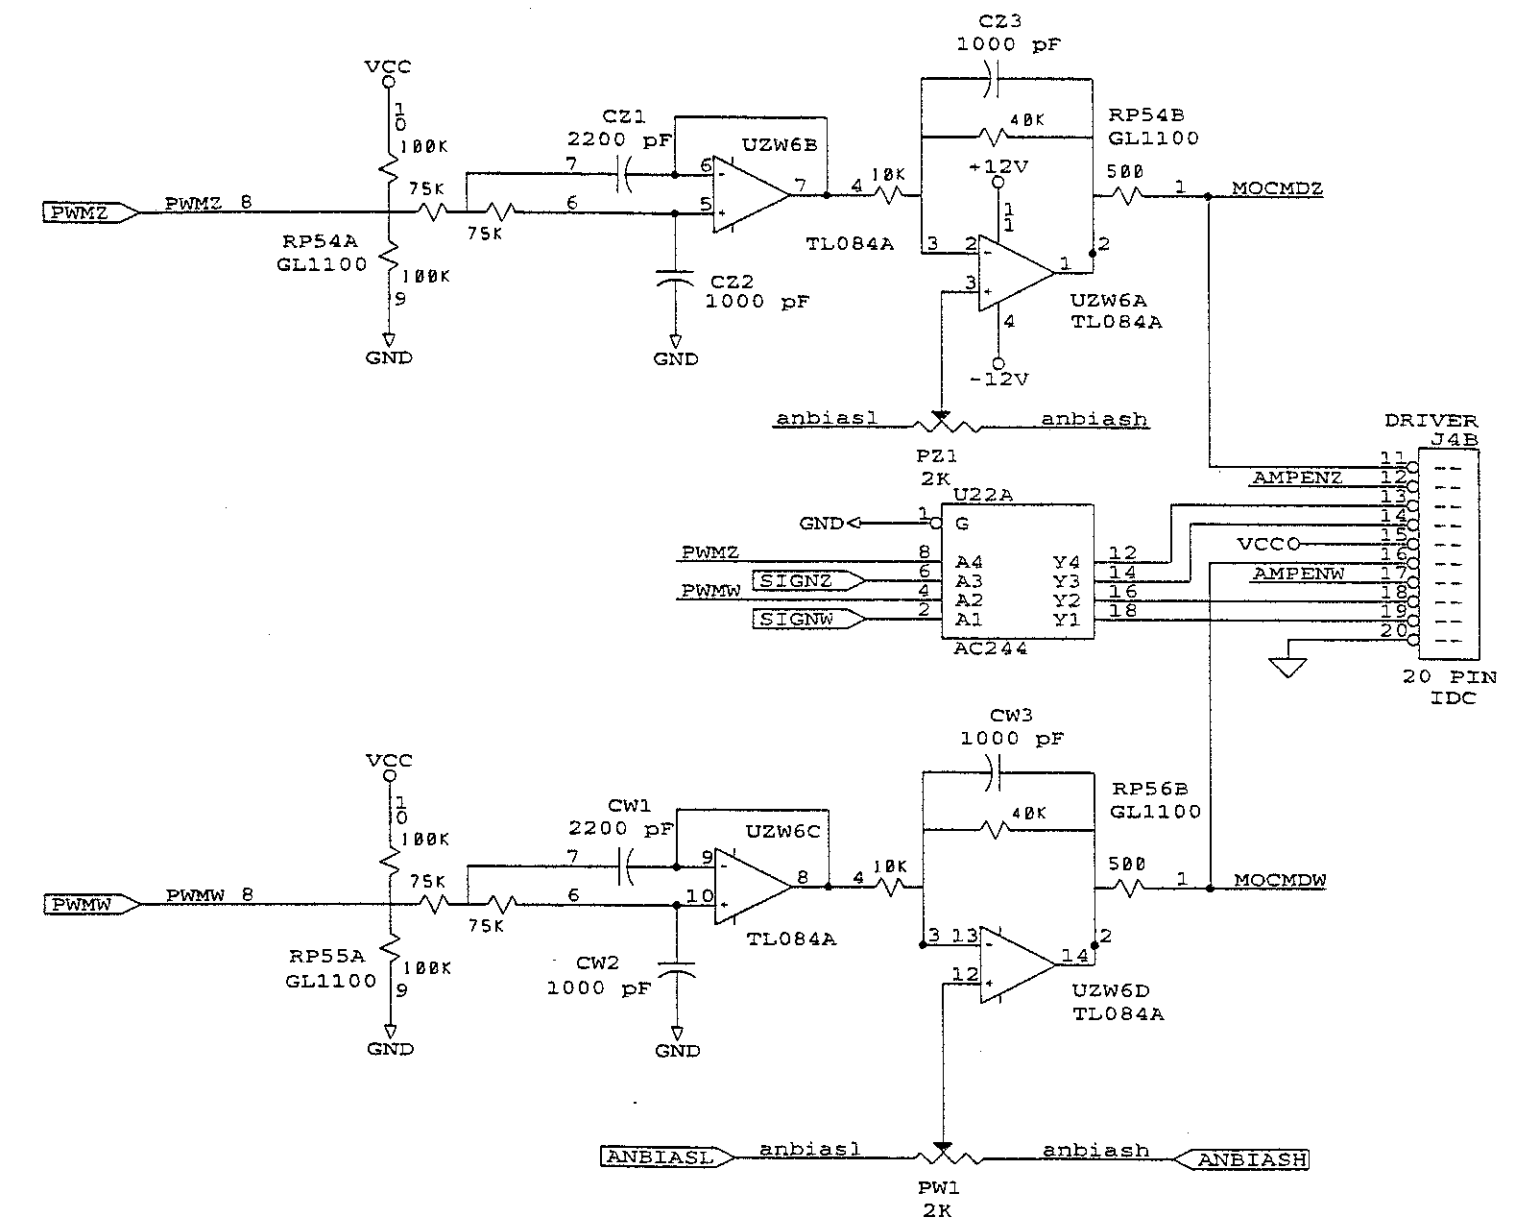 CZ3
1000 pF
VCC
10
100K
CZ1
2200 pF
7
UZW6B
6
-
5
+
7
40K
RP54B
GL1100
+12V
11
PWMZ
PWMZ 8
75K
75K
6
4
10K
500
1
MOCMDZ
RP54A
GL1100
100K
9
GND
CZ2
1000 pF
GND
TL084A
3
2
-
3
+
1
2
4
UZW6A
TL084A
-12V
anbiasl
anbiash
PZ1
2K
DRIVER
J4B
11
AMPENZ 12
13
14
VCC 15
16
AMPENW 17
18
19
20
-- 
--
--
--
--
--
--
--
--
--
20 PIN
IDC
U22A
GND 1 G
PWMZ 8 A4 Y4 12
SIGNZ 6 A3 Y3 14
PWMW 4 A2 Y2 16
SIGNW 2 A1 Y1 18
AC244
CW3
1000 pF
VCC
10
100K
CW1
2200 pF
7
UZW6C
9
-
10
+
8
40K
RP56B
GL1100
PWMW
PWMW 8
75K
75K
6
4
10K
500
1
MOCMDW
RP55A
GL1100
100K
9
GND
CW2
1000 pF
GND
TL084A
3
13
-
12
+
14
2
UZW6D
TL084A
ANBIASL
anbiasl
anbiash
ANBIASH
PW1
2K